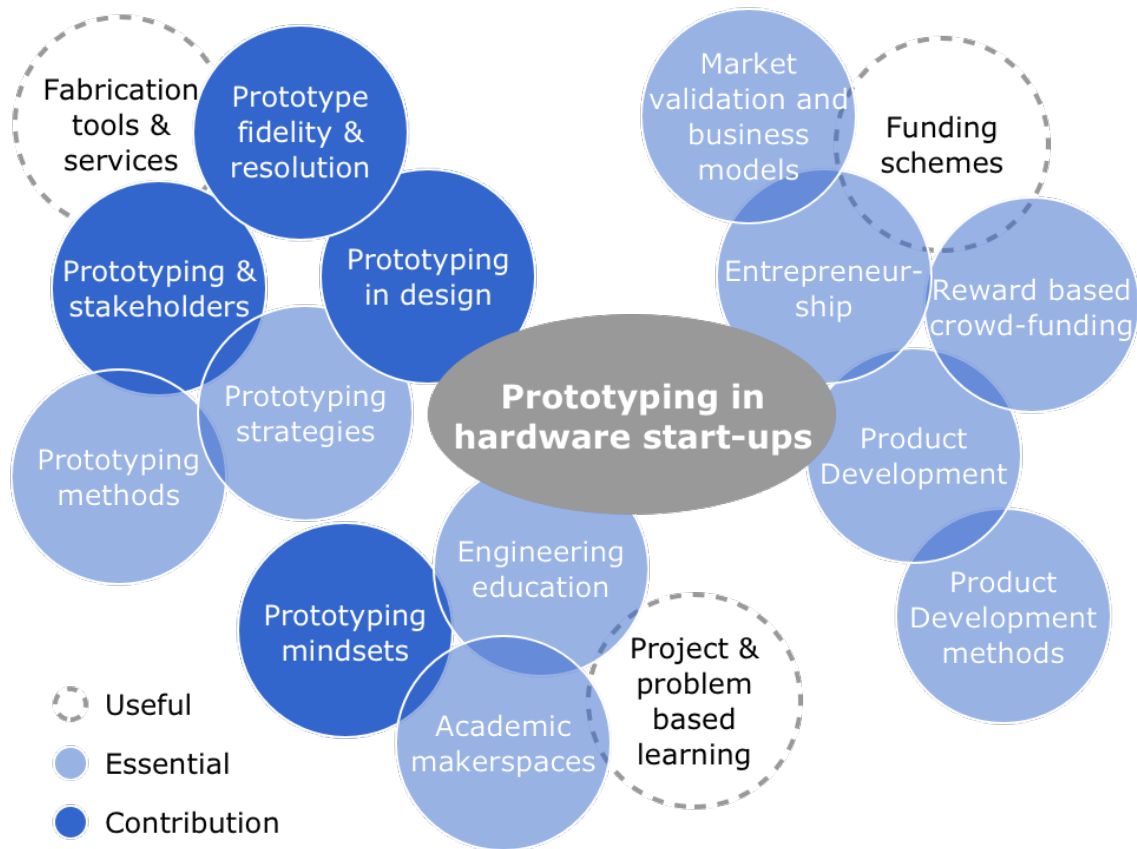 Fabrication
tools &
services
Prototype
fidelity &
resolution
Prototyping &
stakeholders
Prototyping
in design
Prototyping
strategies
Prototyping
methods
Market
validation and
business
models
Funding
schemes
Entrepreneur-
ship
Reward based
crowd-funding
Prototyping in
hardware start-ups
Product
Development
Product
Development
methods
Engineering
education
Prototyping
mindsets
Academic
makerspaces
Project &
problem
based
learning
Useful
Essential
Contribution